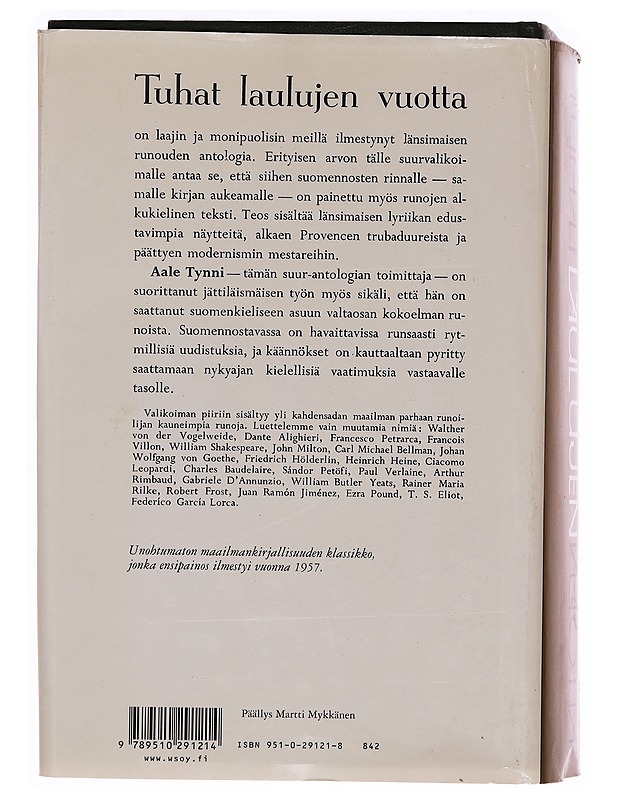 Tuhat laulujen vuotta
on laajin ja monipuolisin meillä ilmestynyt länsimaisen
runouden antologia. Erityisen arvon tälle suurvalikoi-
malle antaa se, että siihen suomennosten rinnalle — sa-
malle kirjan aukeamalle — on painettu myös runojen al-
kukielinen teksti. Teos sisältää länsimaisen lyriikan edus-
tavimpia näytteitä, alkaen Provencen trubaduureista ja
päättyen modernismin mestareihin.
Aale Tynni — tämän suur-antologian toimittaja — on
suorittanut jättiläismäisen työn myös sikäli, että hän on
saattanut suomenkieliseen asuun valtaosan kokoelman ru-
noista. Suomennostavassa on havaittavissa runsaasti ryt-
millisiä uudistuksia, ja käännökset on kauttaaltaan pyritty
saattamaan nykyajan kielellisiä vaatimuksia vastaavalle
tasolle.
Valikoiman piiriin sisältyy yli kahdensadan maailman parhaan runoi-
lijan kauneimpia runoja. Luettelemme vain muutamia nimiä: Walther
von der Vogelweide, Dante Alighieri, Francesco Petrarca, Francois
Villon, William Shakespeare, John Milton, Carl Michael Bellman, Johan
Wolfgang von Goethe, Friedrich Hölderlin, Heinrich Heine, Ciacomo
Leopardi, Charles Baudelaire, Sándor Petöfi, Paul Verlaine, Arthur
Rimbaud, Gabriele D'Annunzio, William Butler Yeats, Rainer Maria
Rilke, Robert Frost, Juan Ramón Jiménez, Ezra Pound, T. S. Eliot,
Federíco García Lorca.
Unohtumaton maailmankirjallisuuden klassikko,
jonka ensipainos ilmestyi vuonna 1957.
Päällys Martti Mykkänen
9 789510 291214
ISBN 951-0-29121-8 842
www.wsoy.fi
TUHAT LAULUJEN VUOTTA